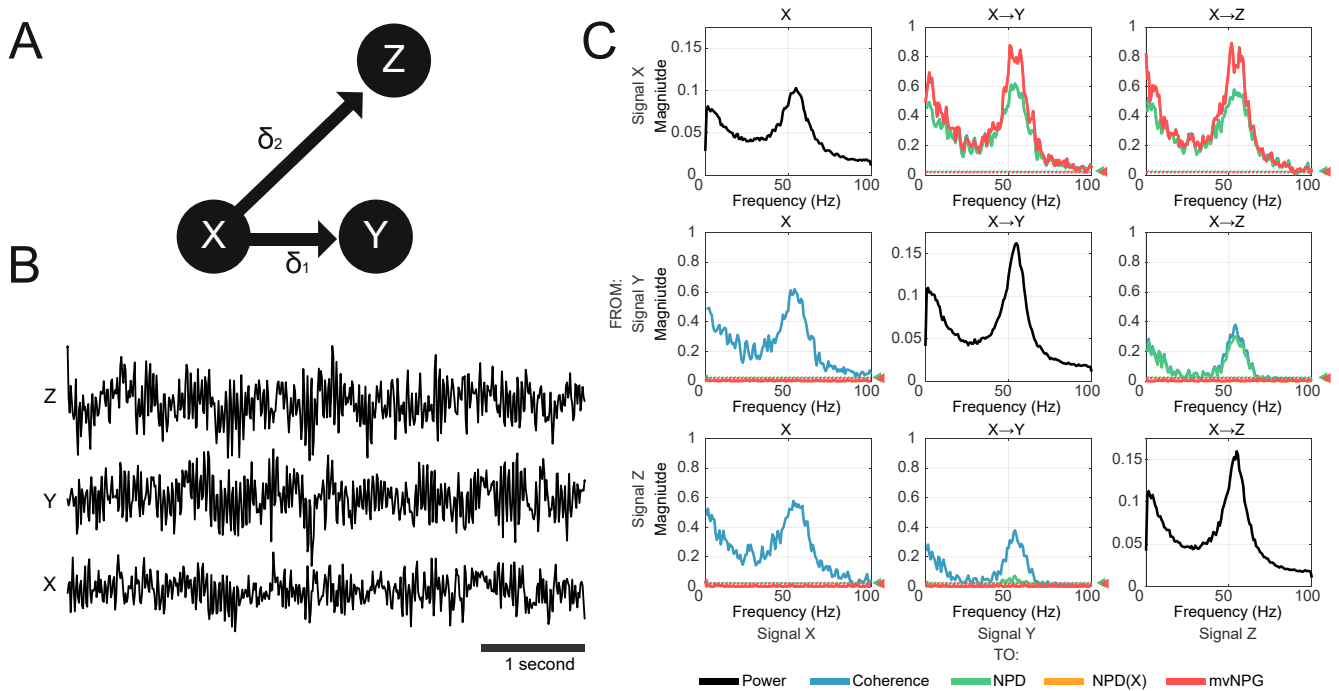 A
Z
δ2
X
Y
δ1
B
Z
Y
X
1 second
C
X
X→Y
X→Z
Signal X
Magniutde
0.15
0.1
0.05
0
0
50
100
Frequency (Hz)
1
0.8
0.6
0.4
0.2
0
0
50
100
Frequency (Hz)
1
0.8
0.6
0.4
0.2
0
0
50
100
Frequency (Hz)
X
X→Y
X→Z
FROM:
Signal Y
Magniutde
1
0.8
0.6
0.4
0.2
0
0
50
100
Frequency (Hz)
0.15
0.1
0.05
0
0
50
100
Frequency (Hz)
1
0.8
0.6
0.4
0.2
0
0
50
100
Frequency (Hz)
X
X→Y
X→Z
Signal Z
Magniutde
1
0.8
0.6
0.4
0.2
0
0
50
100
Frequency (Hz)
1
0.8
0.6
0.4
0.2
0
0
50
100
Frequency (Hz)
0.15
0.1
0.05
0
0
50
100
Frequency (Hz)
Signal X
Signal Y
Signal Z
TO:
Power
Coherence
NPD
NPD(X)
mvNPG